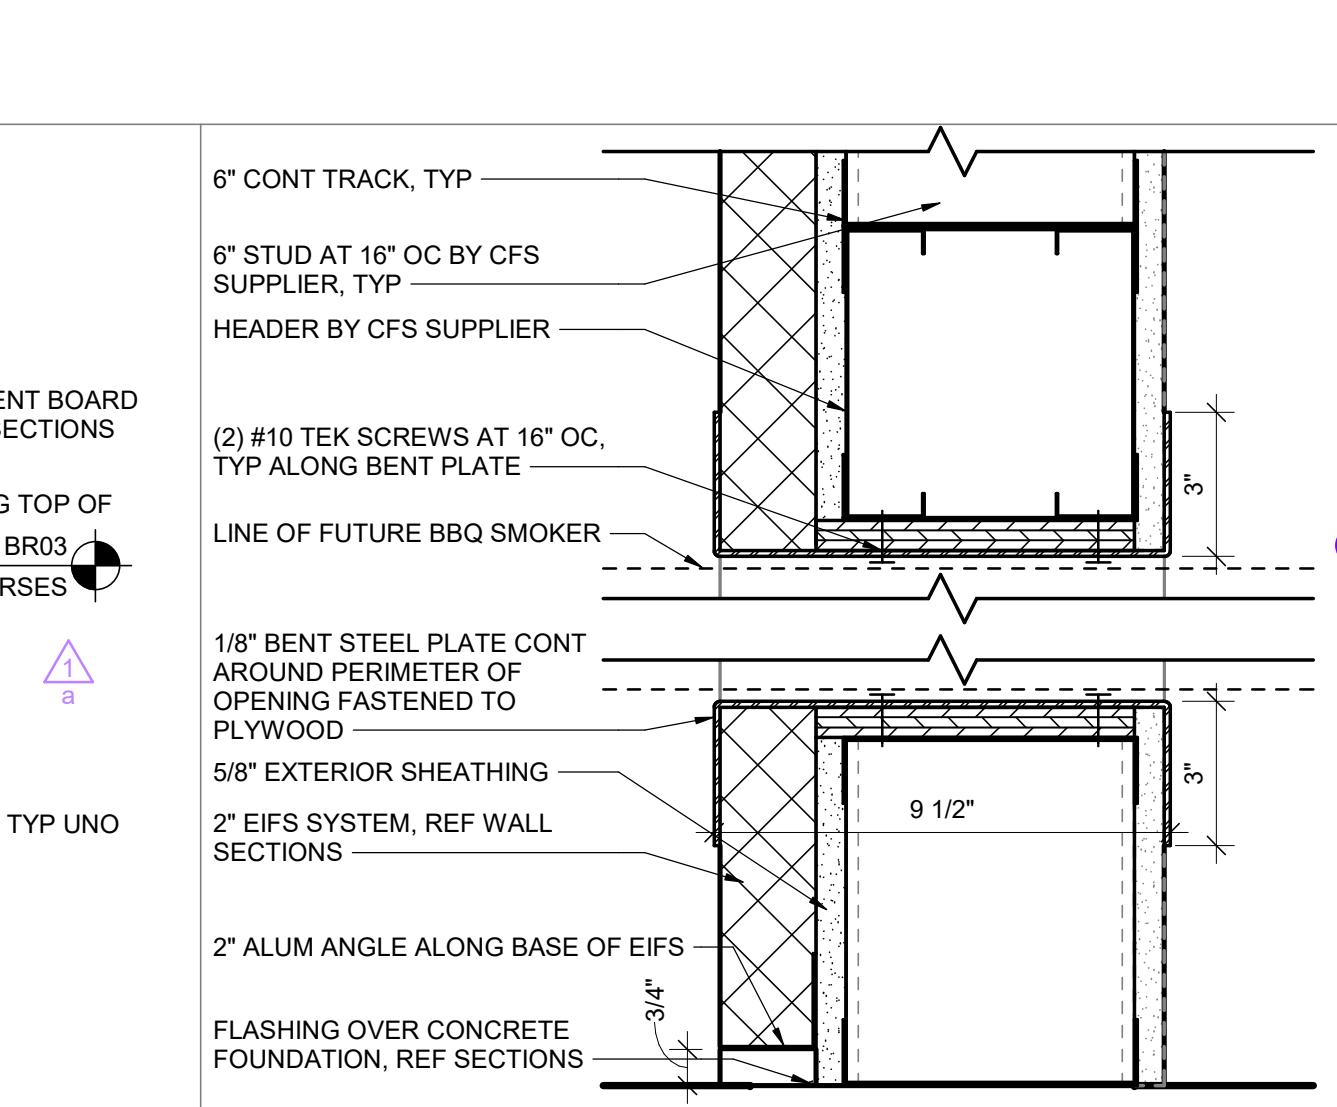 6" CONT TRACK, TYP
6" STUD AT 16" OC BY CFS
SUPPLIER, TYP
HEADER BY CFS SUPPLIER
(2) #10 TEK SCREWS AT 16" OC,
TYP ALONG BENT PLATE
LINE OF FUTURE BBQ SMOKER
1/8" BENT STEEL PLATE CONT
AROUND PERIMETER OF
OPENING FASTENED TO
PLYWOOD
5/8" EXTERIOR SHEATHING
2" EIFS SYSTEM, REF WALL
SECTIONS
2" ALUM ANGLE ALONG BASE OF EIFS
FLASHING OVER CONCRETE
FOUNDATION, REF SECTIONS
3"
3"
9 1/2"
3/4"
ENT BOARD
SECTIONS
G TOP OF
BR03
RSES
1
a
TYP UNO